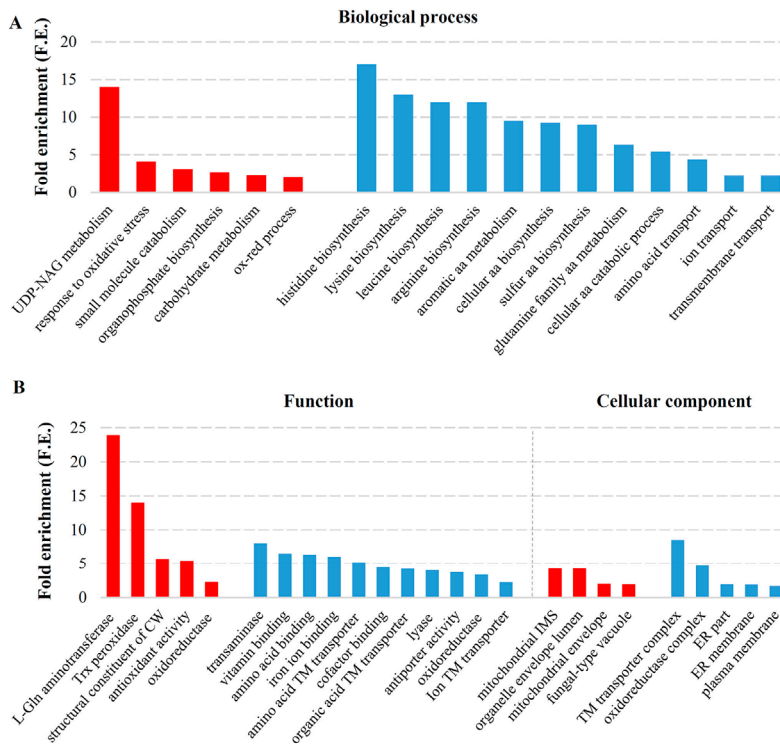 A
Biological process
Fold enrichment (F.E.)
20
15
10
5
0
UDP-NAG metabolism
response to oxidative stress
small molecule catabolism
organophosphate biosynthesis
carbohydrate metabolism
ox-red process
histidine biosynthesis
lysine biosynthesis
leucine biosynthesis
arginine biosynthesis
aromatic aa metabolism
cellular aa biosynthesis
sulfur aa biosynthesis
glutamine family aa metabolism
cellular aa catabolic process
amino acid transport
ion transport
transmembrane transport
B
Function
Cellular component
Fold enrichment (F.E.)
25
20
15
10
5
0
L-Gln aminotransferase
Trx peroxidase
structural constituent of CW
antioxidant activity
oxidoreductase
transaminase
vitamin binding
amino acid binding
iron ion binding
amino acid TM transporter
cofactor binding
organic acid TM transporter
lyase
antiporter activity
oxidoreductase
Ion TM transporter
mitochondrial IMS
organelle envelope lumen
mitochondrial envelope
fungal-type vacuole
TM transporter complex
oxidoreductase complex
ER part
ER membrane
plasma membrane